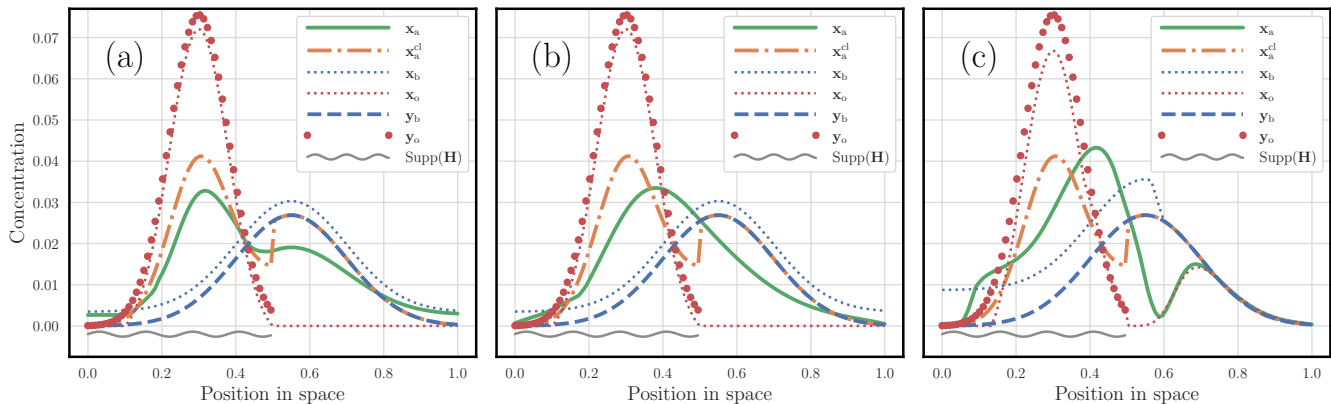 (a)
x_a
x_a^cl
x_b
x_o
y_b
y_o
Supp(H)
Concentration
0.07
0.06
0.05
0.04
0.03
0.02
0.01
0.00
0.0 0.2 0.4 0.6 0.8 1.0
Position in space
(b)
x_a
x_a^cl
x_b
x_o
y_b
y_o
Supp(H)
0.0 0.2 0.4 0.6 0.8 1.0
Position in space
(c)
x_a
x_a^cl
x_b
x_o
y_b
y_o
Supp(H)
0.0 0.2 0.4 0.6 0.8 1.0
Position in space